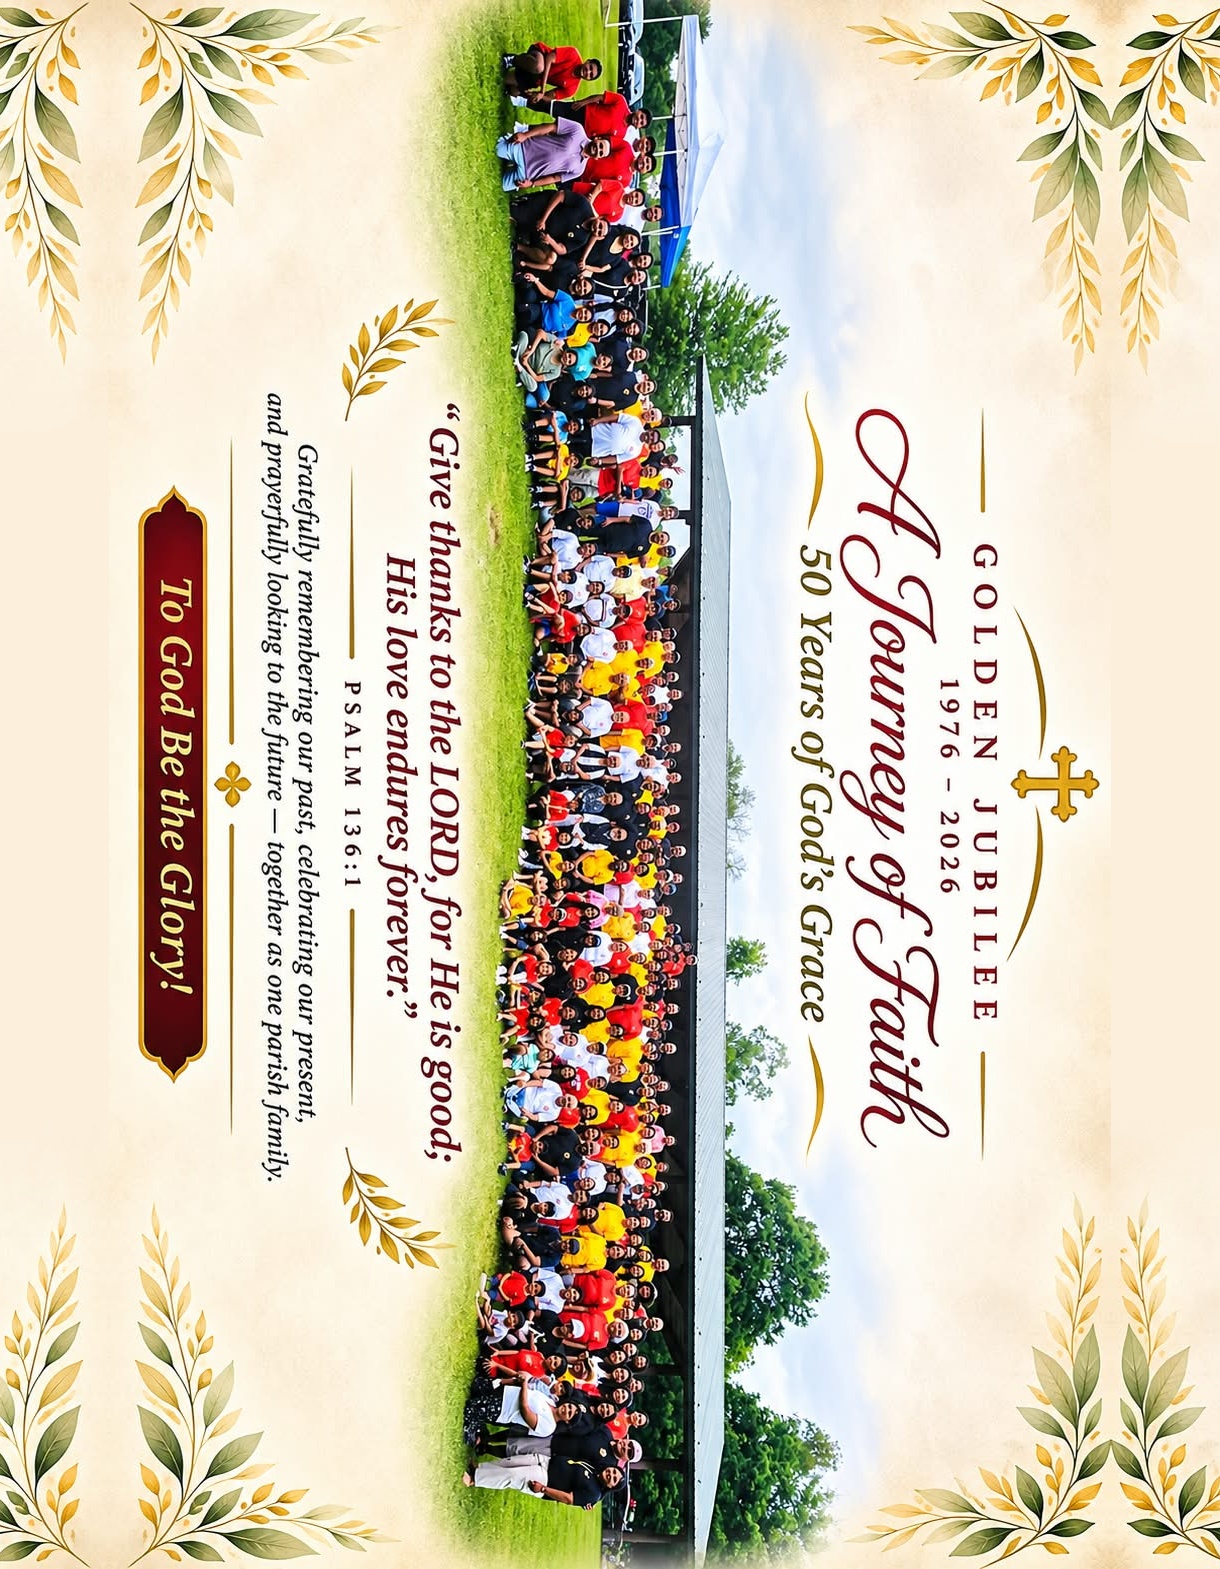 GOLDEN JUBILEE
1976 – 2026
A Journey of Faith
50 Years of God's Grace
“Give thanks to the LORD, for He is good;
His love endures forever.”
PSALM 136:1
Gratefully remembering our past, celebrating our present,
and prayerfully looking to the future — together as one parish family.
To God Be the Glory!